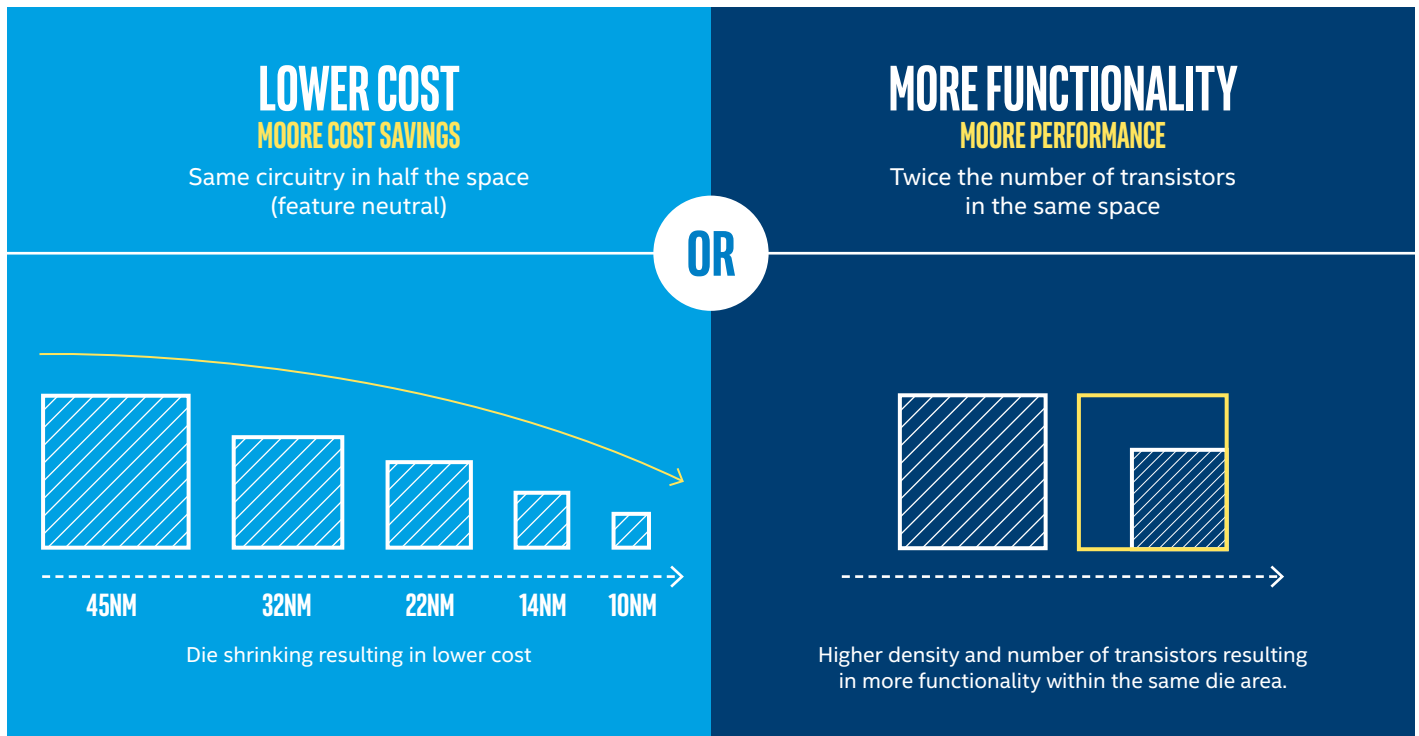 LOWER COST
MOORE COST SAVINGS
Same circuitry in half the space
(feature neutral)
MORE FUNCTIONALITY
MOORE PERFORMANCE
Twice the number of transistors
in the same space
OR
45NM
32NM
22NM
14NM
10NM
Die shrinking resulting in lower cost
Higher density and number of transistors resulting
in more functionality within the same die area.